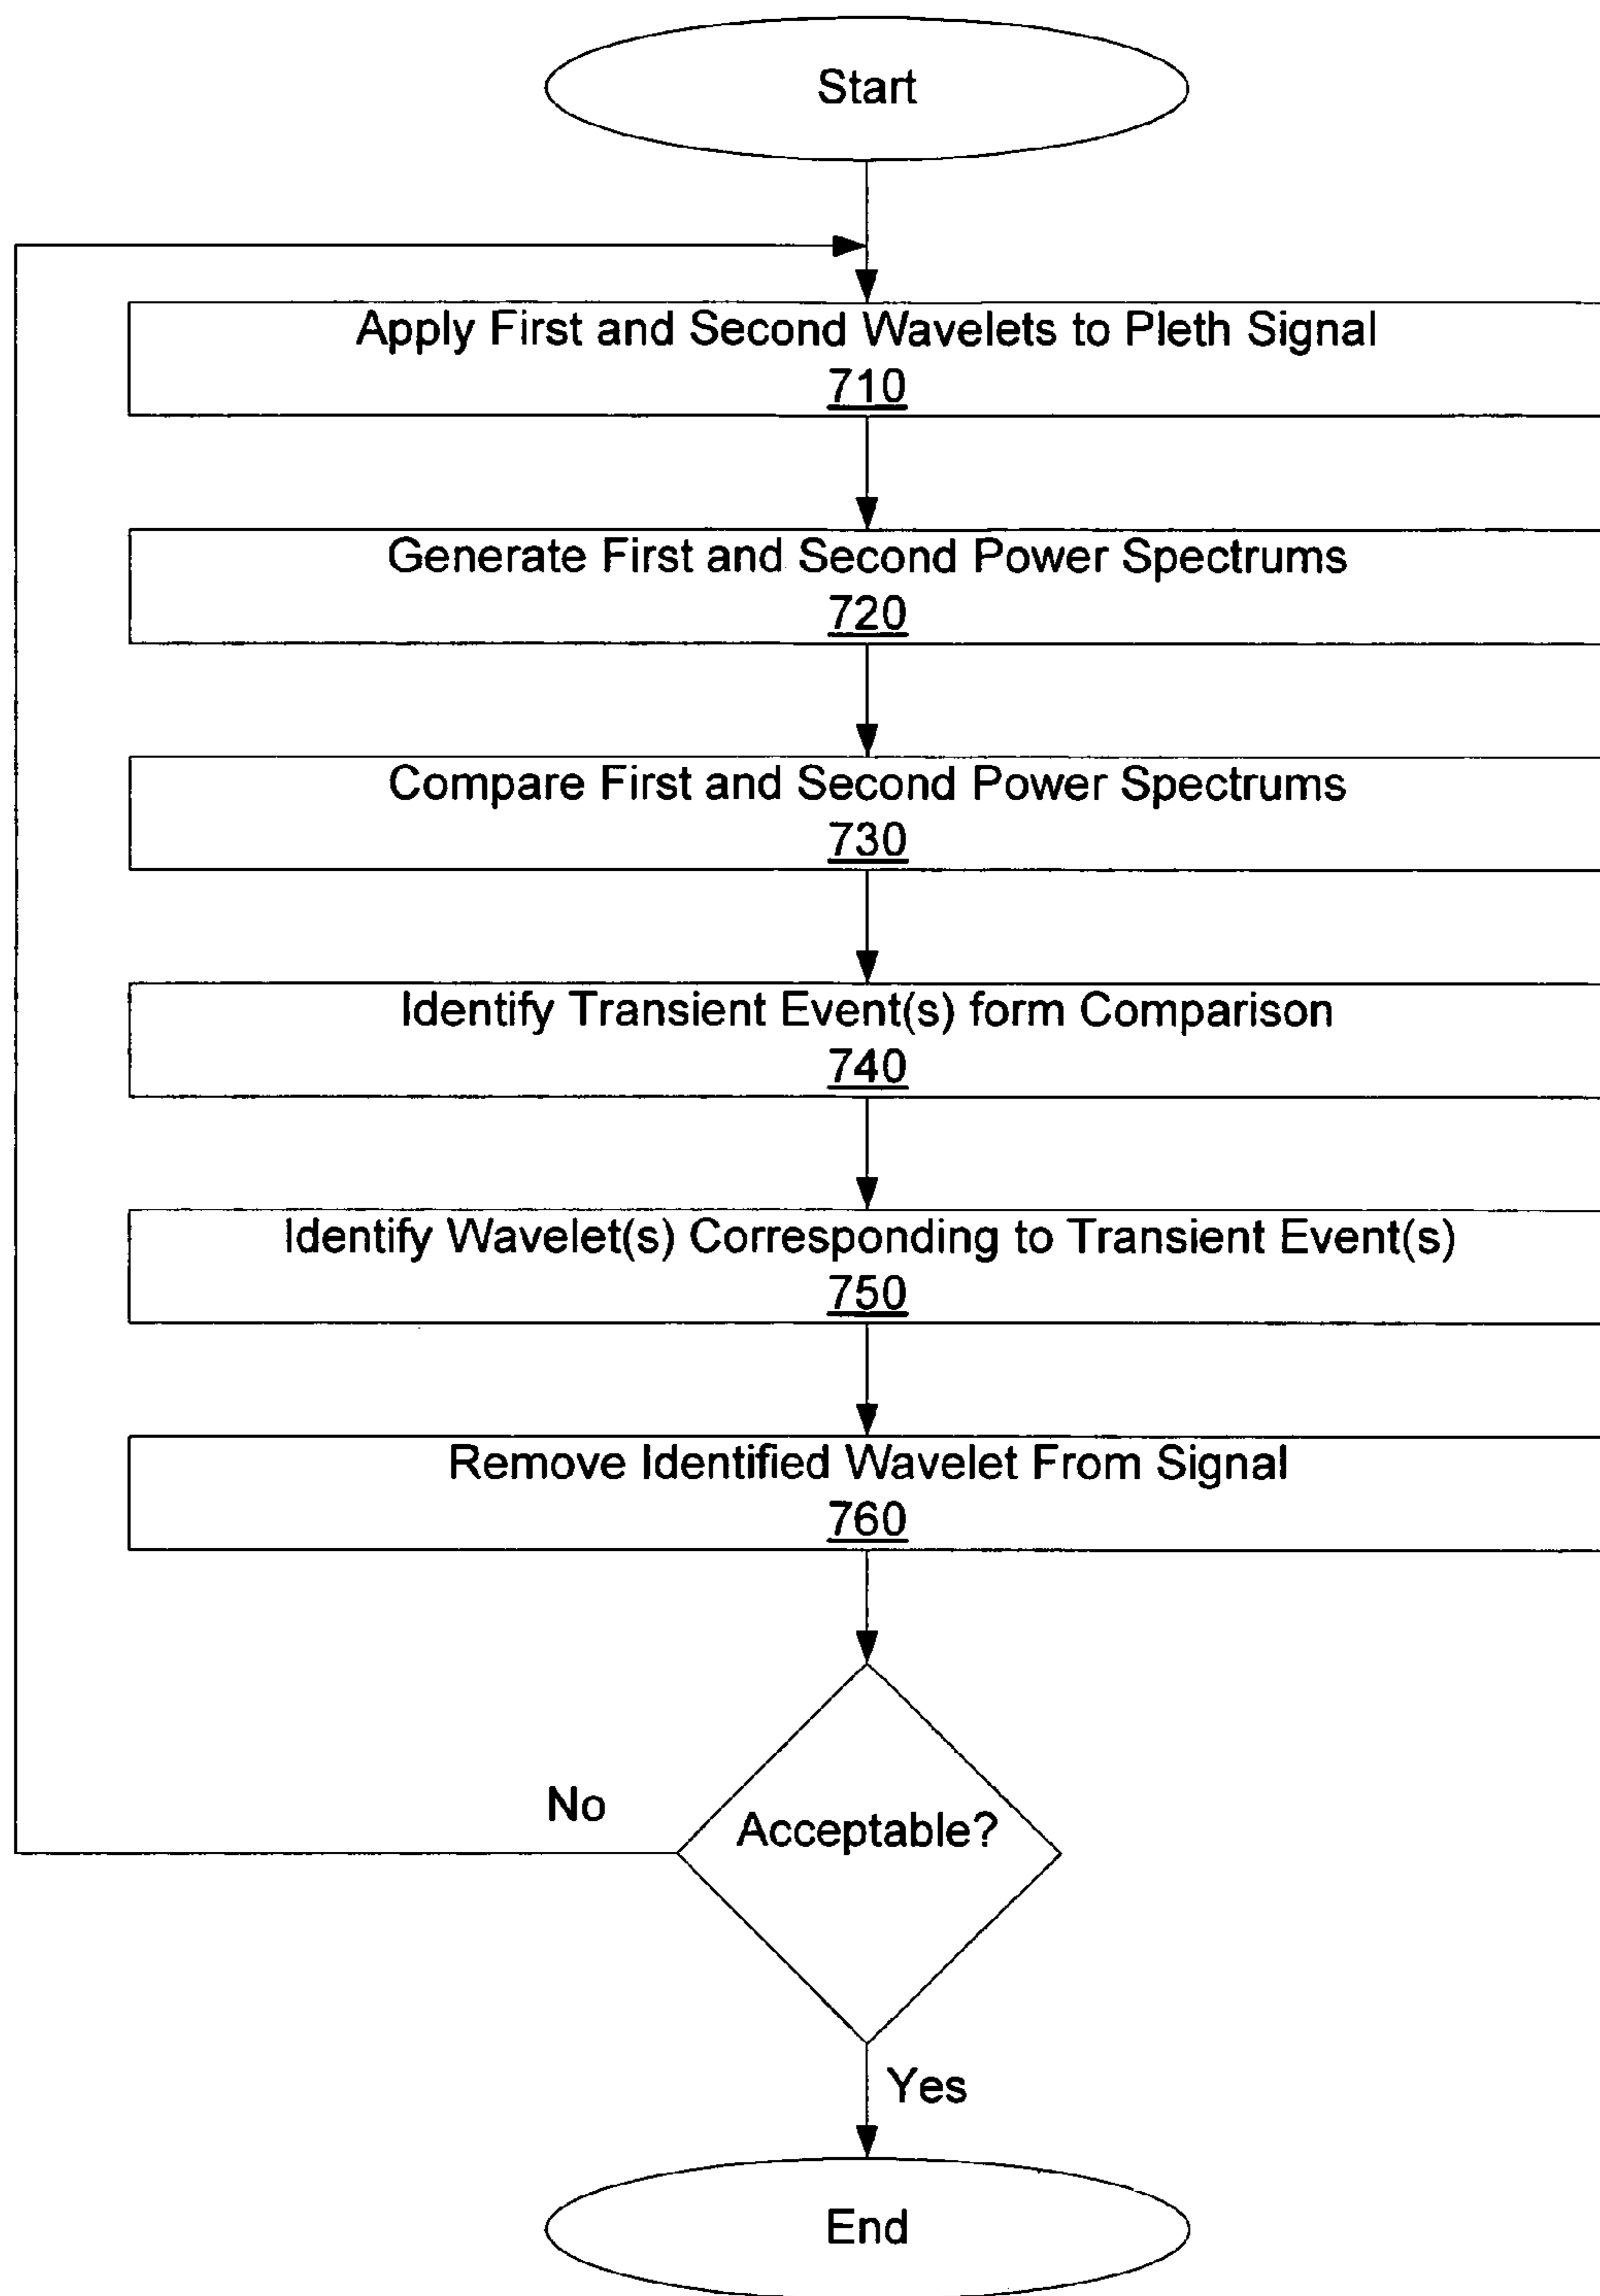 Start
Apply First and Second Wavelets to Pleth Signal
710
Generate First and Second Power Spectrums
720
Compare First and Second Power Spectrums
730
Identify Transient Event(s) form Comparison
740
Identify Wavelet(s) Corresponding to Transient Event(s)
750
Remove Identified Wavelet From Signal
760
No
Acceptable?
Yes
End